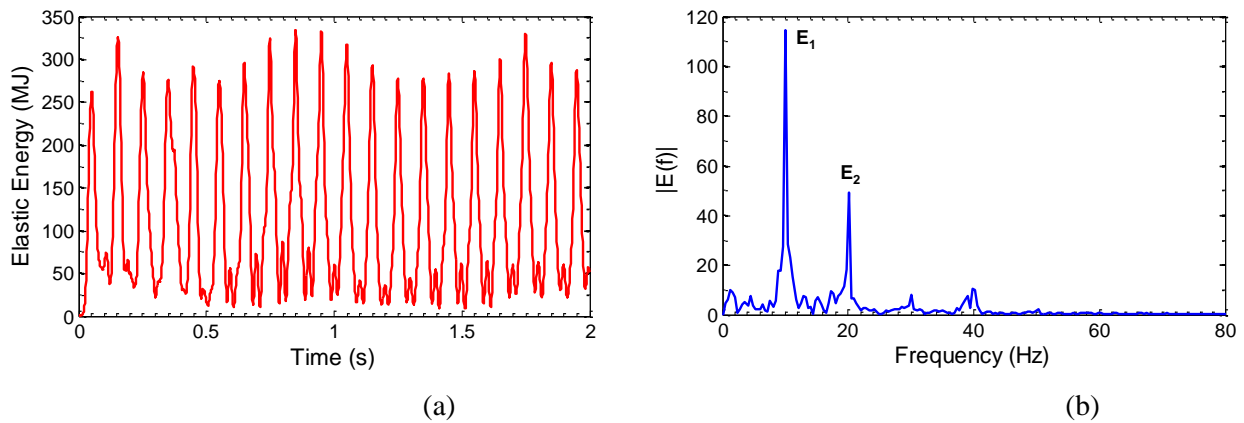 350
300
250
200
150
100
50
0
Elastic Energy (MJ)
0 0.5 1 1.5 2
Time (s)
(a)
120
100
80
60
40
20
0
|E(f)|
E1
E2
0 20 40 60 80
Frequency (Hz)
(b)